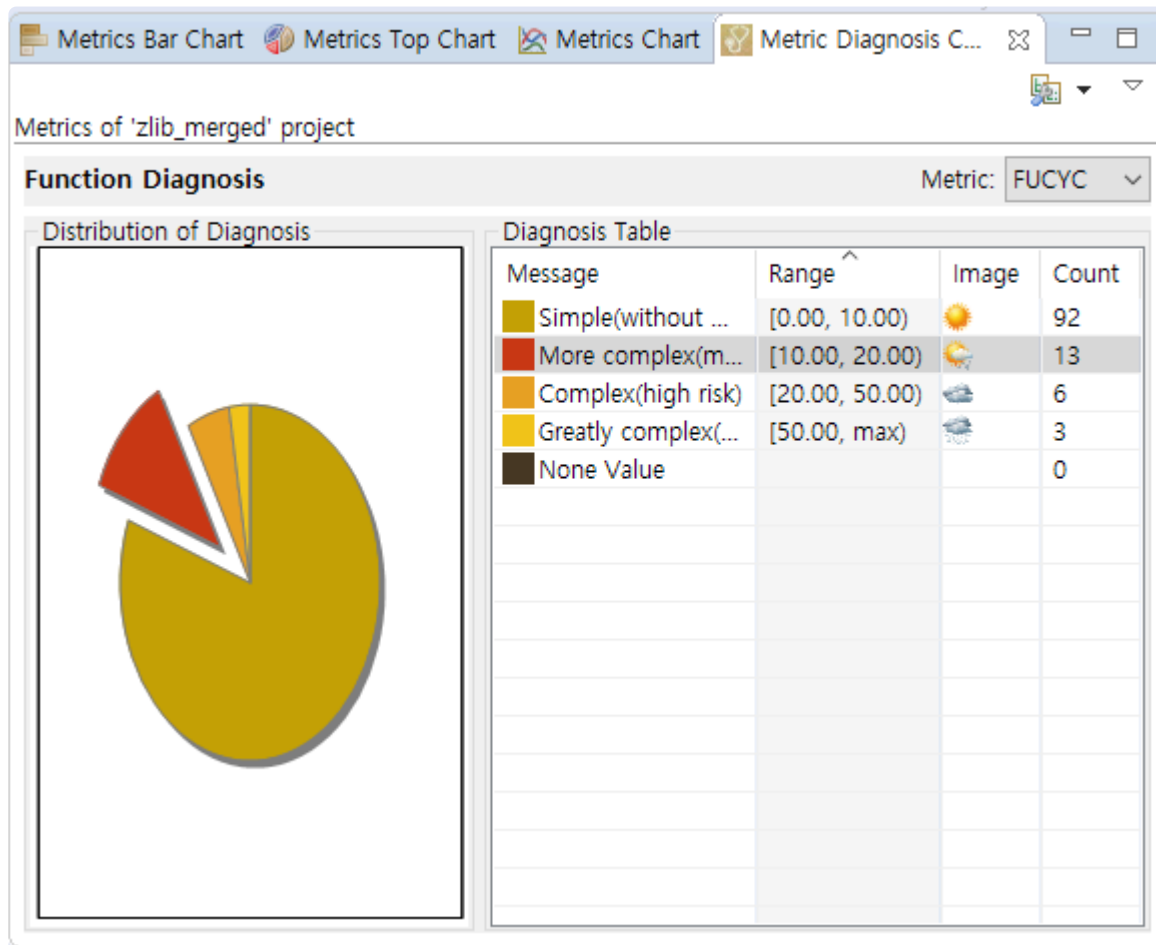 Metrics Bar Chart Metrics Top Chart Metrics Chart Metric Diagnosis C...
Metrics of 'zlib_merged' project
Function Diagnosis Metric: FUCYC
Distribution of Diagnosis Diagnosis Table
Message Range Image Count
Simple(without ... [0.00, 10.00) 92
More complex(m... [10.00, 20.00) 13
Complex(high risk) [20.00, 50.00) 6
Greatly complex(... [50.00, max) 3
None Value 0